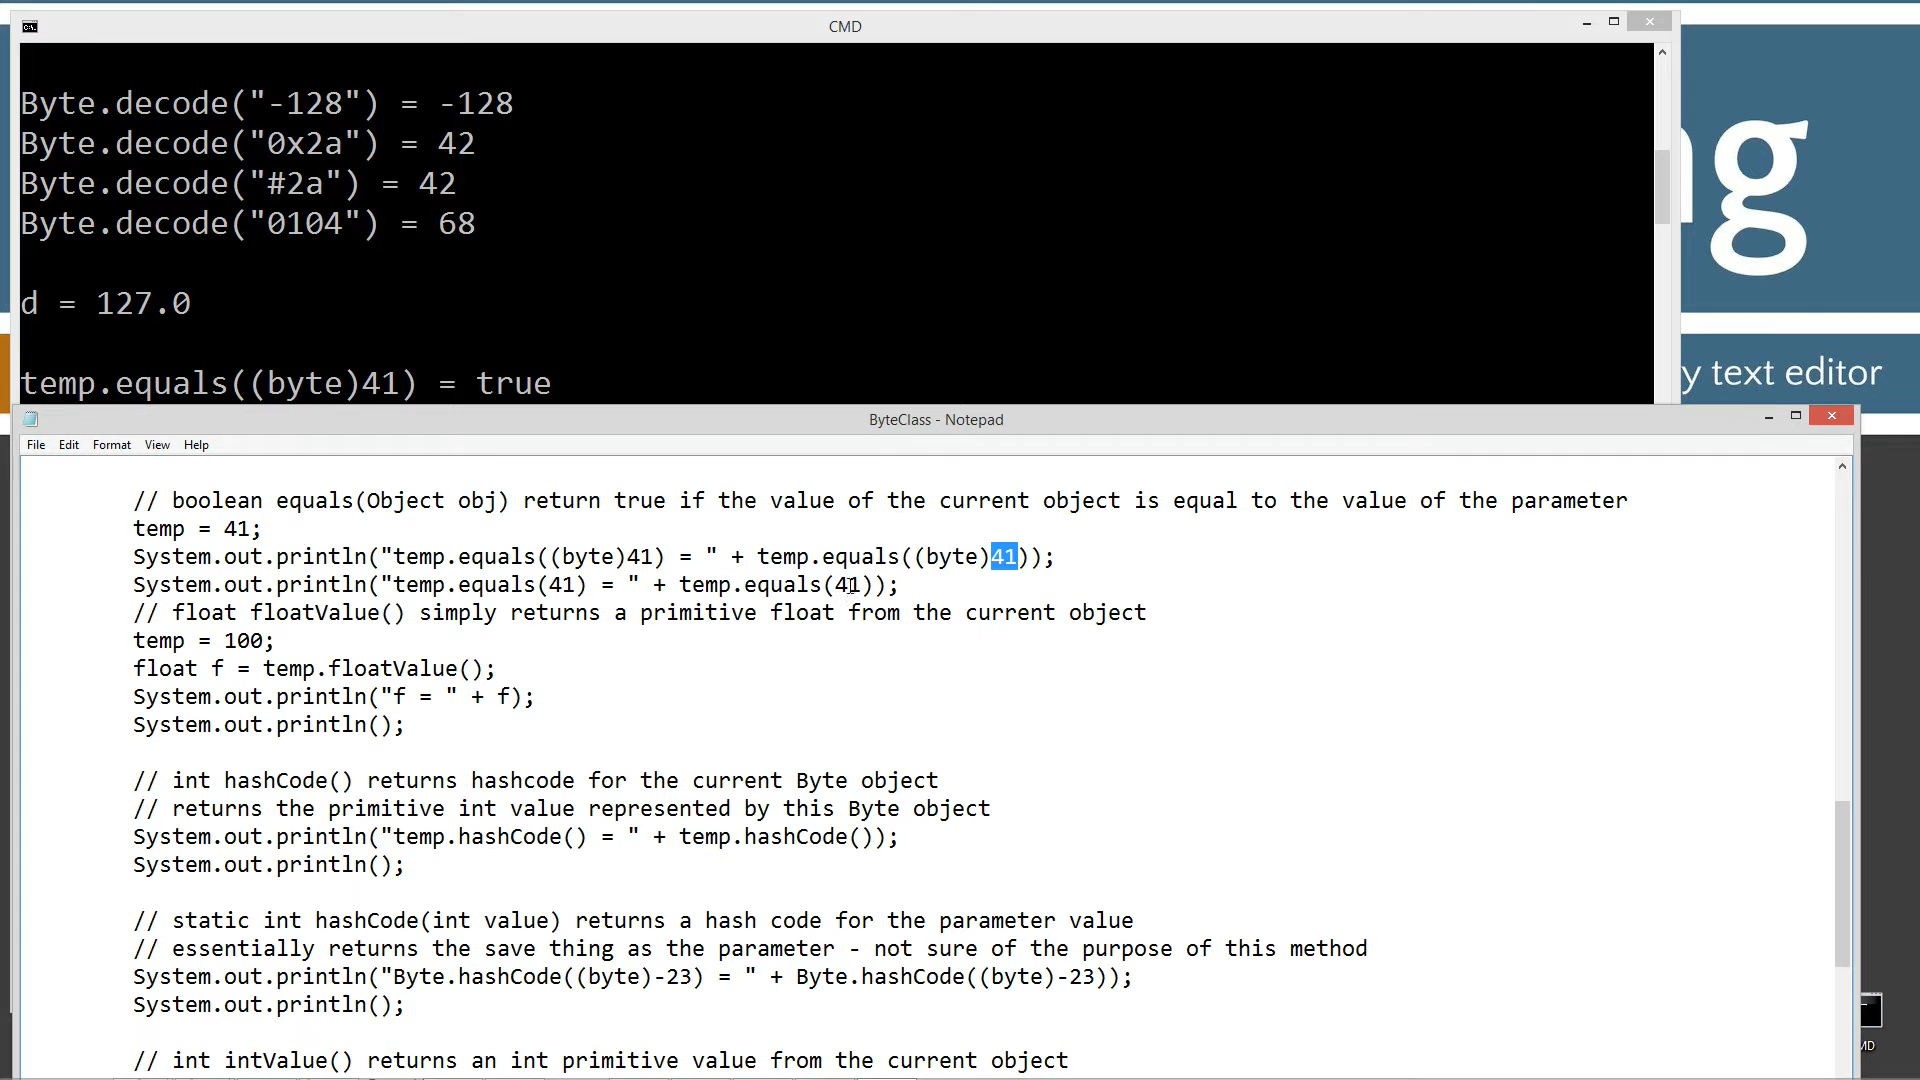 CMD
Byte.decode("-128") = -128
Byte.decode("0x2a") = 42
Byte.decode("#2a") = 42
Byte.decode("0104") = 68
d = 127.0
temp.equals((byte)41) = true
g
y text editor
ByteClass - Notepad
File Edit Format View Help
// boolean equals(Object obj) return true if the value of the current object is equal to the value of the parameter
temp = 41;
System.out.println("temp.equals((byte)41) = " + temp.equals((byte)41));
System.out.println("temp.equals(41) = " + temp.equals(41));
// float floatValue() simply returns a primitive float from the current object
temp = 100;
float f = temp.floatValue();
System.out.println("f = " + f);
System.out.println();
// int hashCode() returns hashcode for the current Byte object
// returns the primitive int value represented by this Byte object
System.out.println("temp.hashCode() = " + temp.hashCode());
System.out.println();
// static int hashCode(int value) returns a hash code for the parameter value
// essentially returns the save thing as the parameter - not sure of the purpose of this method
System.out.println("Byte.hashCode((byte)-23) = " + Byte.hashCode((byte)-23));
System.out.println();
// int intValue() returns an int primitive value from the current object
MD